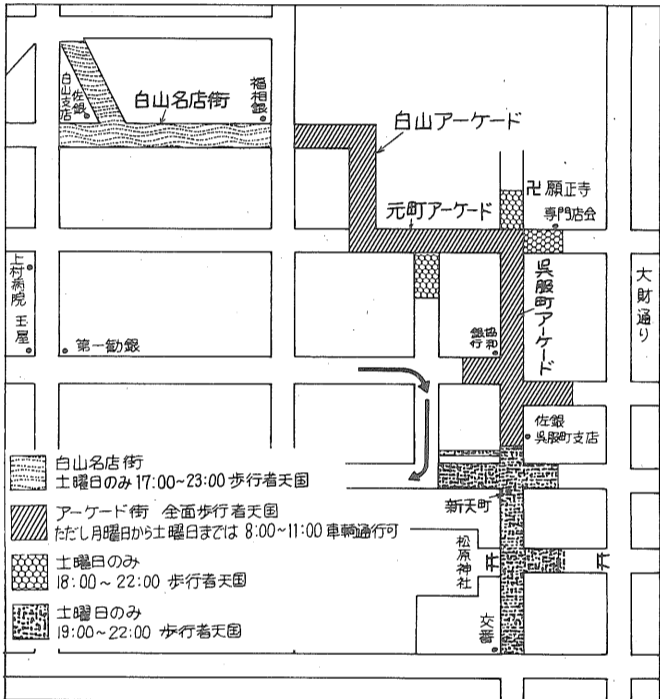 佐銀
白山支店
白山名店街
福相銀
白山アーケード
卍 願正寺
元町アーケード
専門店会
上村病院
玉屋
第一勧銀
協和
銀行
呉服町アーケード
大財通り
佐銀
呉服町支店
新天町
松原神社
交番
白山名店街
土曜日のみ 17:00~23:00 歩行者天国
アーケード街 全面歩行者天国
ただし月曜日から土曜日までは 8:00~11:00 車輌通行可
土曜日のみ
18:00~22:00 歩行者天国
土曜日のみ
19:00~22:00 歩行者天国